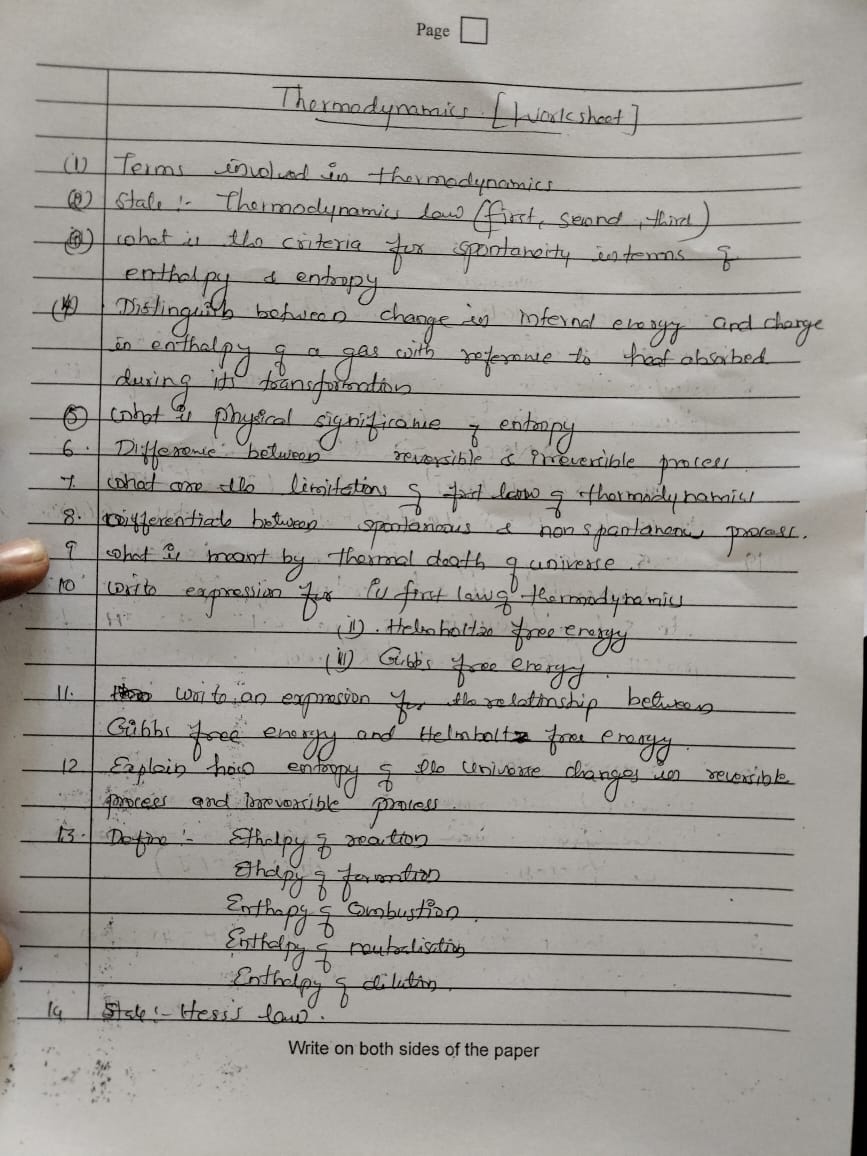 Page
Thermodynamics. [Worksheet]
(1) Terms involved in thermodynamics
(2) State :- Thermodynamics law (first, second, third)
(3) what is the criteria for spontaneity interms of
enthalpy & entropy
(4) Distinguish between change in internal energy and change
in enthalpy of a gas with reference to heat absorbed
during its transformation
(5) what is physical significance of entropy
6. Difference between reversible & irreversible process
7. what are the limitations of first law of thermodynamics
8. Differentiate between spontaneous & non spontaneous process.
9 what is meant by thermal death of universe.
10 write expression for (i) first law of thermodynamics
(ii). Helmholtz free energy
(iii) Gibbs free energy.
11. write an expression for the relationship between
Gibbs free energy and Helmholtz free energy.
12 Explain how entropy of the universe changes in reversible
process and irreversible process.
13. Define :- Ethalpy of reaction
Ethalpy of formation
Enthapy of combustion.
Enthalpy of neutralisation
Enthalpy of dilution.
14 State :- Hess's law.
Write on both sides of the paper